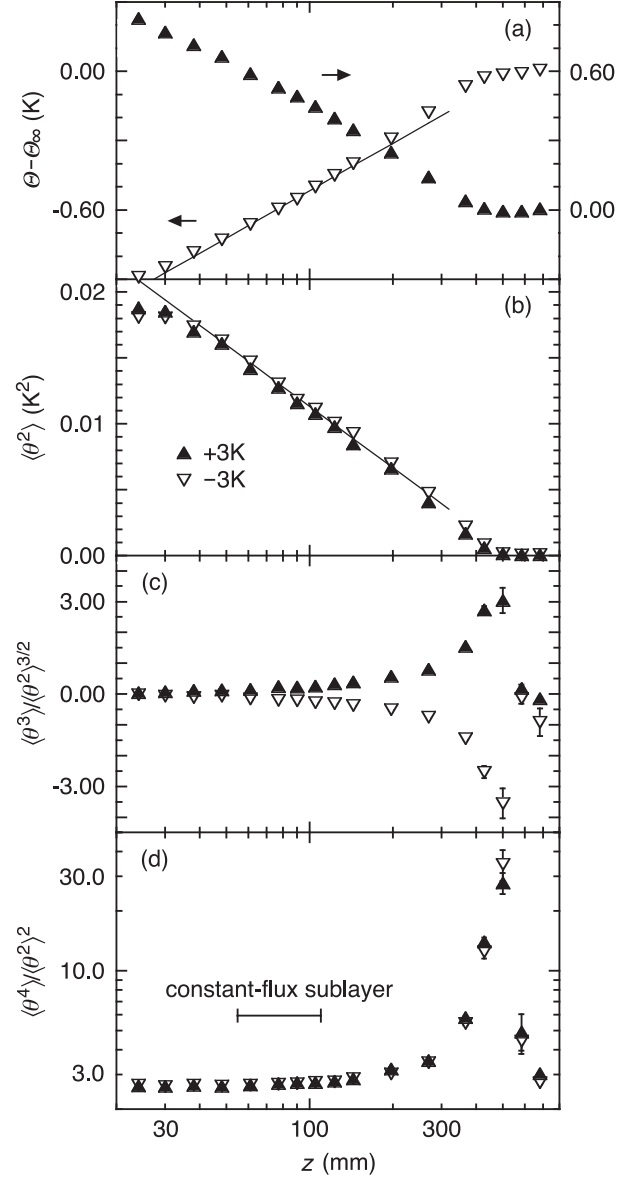 (a)
0.00
0.60
Θ−Θ∞ (K)
-0.60
0.00
0.02
(b)
⟨θ²⟩ (K²)
0.01
+3K
−3K
0.00
(c)
3.00
⟨θ³⟩/⟨θ²⟩³/²
0.00
-3.00
(d)
30.0
⟨θ⁴⟩/⟨θ²⟩²
10.0
constant-flux sublayer
3.0
30 100 300
z (mm)